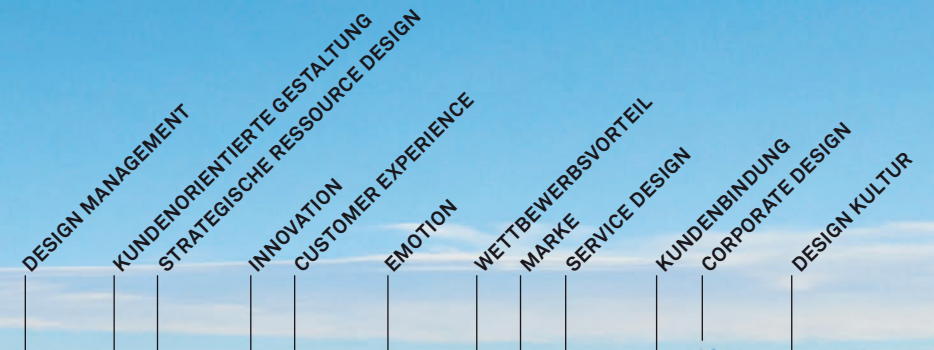 DESIGN MANAGEMENT
KUNDENORIENTIERTE GESTALTUNG
STRATEGISCHE RESSOURCE DESIGN
INNOVATION
CUSTOMER EXPERIENCE
EMOTION
WETTBEWERBSVORTEIL
MARKE
SERVICE DESIGN
KUNDENBINDUNG
CORPORATE DESIGN
DESIGN KULTUR